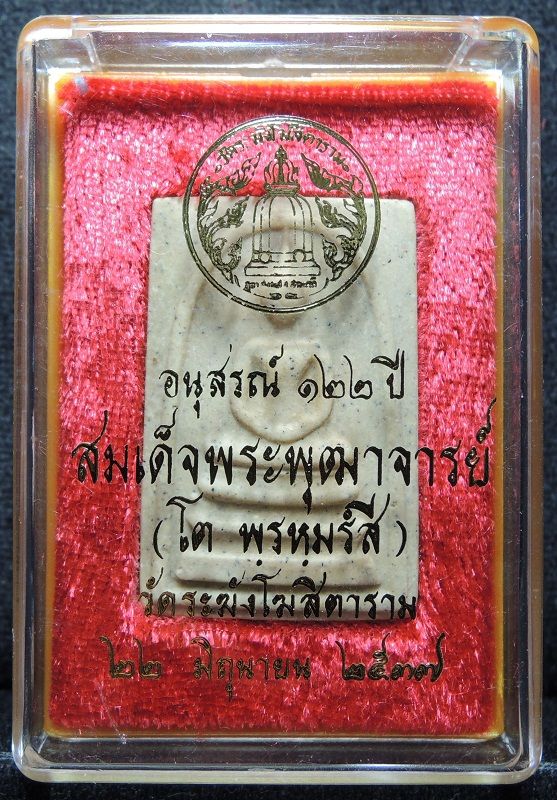 อนุสรณ์ ๑๒๒ ปี
สมเด็จพระพุฒาจารย์
(โต พฺรหฺมรํสี)
วัดระฆังโฆสิตาราม
๒๒ มิถุนายน ๒๕๓๗